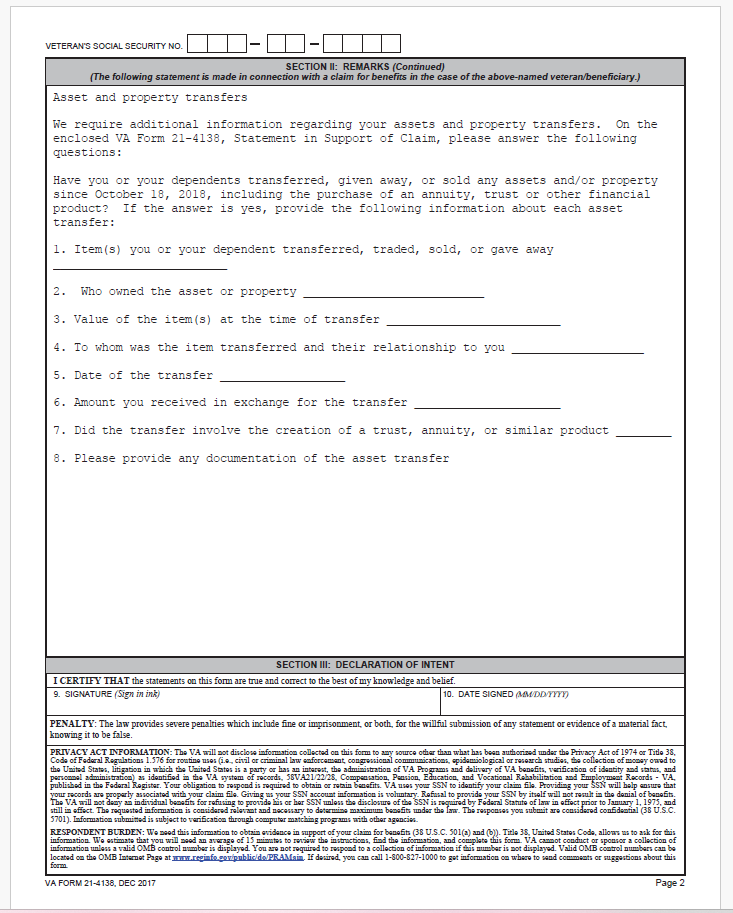 VETERAN'S SOCIAL SECURITY NO.
SECTION II: REMARKS (Continued)
(The following statement is made in connection with a claim for benefits in the case of the above-named veteran/beneficiary.)
Asset and property transfers
We require additional information regarding your assets and property transfers. On the
enclosed VA Form 21-4138, Statement in Support of Claim, please answer the following
questions:
Have you or your dependents transferred, given away, or sold any assets and/or property
since October 18, 2018, including the purchase of an annuity, trust or other financial
product? If the answer is yes, provide the following information about each asset
transfer:
1. Item(s) you or your dependent transferred, traded, sold, or gave away
2. Who owned the asset or property
3. Value of the item(s) at the time of transfer
4. To whom was the item transferred and their relationship to you
5. Date of the transfer
6. Amount you received in exchange for the transfer
7. Did the transfer involve the creation of a trust, annuity, or similar product
8. Please provide any documentation of the asset transfer
SECTION III: DECLARATION OF INTENT
I CERTIFY THAT the statements on this form are true and correct to the best of my knowledge and belief.
9. SIGNATURE (Sign in ink)
10. DATE SIGNED (MM/DD/YYYY)
PENALTY: The law provides severe penalties which include fine or imprisonment, or both, for the willful submission of any statement or evidence of a material fact,
knowing it to be false.
PRIVACY ACT INFORMATION: The VA will not disclose information collected on this form to any source other than what has been authorized under the Privacy Act of 1974 or Title 38,
Code of Federal Regulations 1.576 for routine uses (i.e., civil or criminal law enforcement, congressional communications, epidemiological or research studies, the collection of money owed to
the United States, litigation in which the United States is a party or has an interest, the administration of VA Programs and delivery of VA benefits, verification of identity and status, and
personnel administration) as identified in the VA system of records, 58VA21/22/28, Compensation, Pension, Education, and Vocational Rehabilitation and Employment Records - VA,
published in the Federal Register. Your obligation to respond is required to obtain or retain benefits. VA uses your SSN to identify your claim file. Providing your SSN will help ensure that
your records are properly associated with your claim file. Giving us your SSN account information is voluntary. Refusal to provide your SSN by itself will not result in the denial of benefits.
The VA will not deny an individual benefits for refusing to provide his or her SSN unless the disclosure of the SSN is required by Federal Statute of law in effect prior to January 1, 1975, and
still in effect. The requested information is considered relevant and necessary to determine maximum benefits under the law. The responses you submit are considered confidential (38 U.S.C.
5701). Information submitted is subject to verification through computer matching programs with other agencies.
RESPONDENT BURDEN: We need this information to obtain evidence in support of your claim for benefits (38 U.S.C. 501(a) and (b)). Title 38, United States Code, allows us to ask for this
information. We estimate that you will need an average of 15 minutes to review the instructions, find the information, and complete this form. VA cannot conduct or sponsor a collection of
information unless a valid OMB control number is displayed. You are not required to respond to a collection of information if this number is not displayed. Valid OMB control numbers can be
located on the OMB Internet Page at www.reginfo.gov/public/do/PRAMain. If desired, you can call 1-800-827-1000 to get information on where to send comments or suggestions about this
form.
VA FORM 21-4138, DEC 2017
Page 2